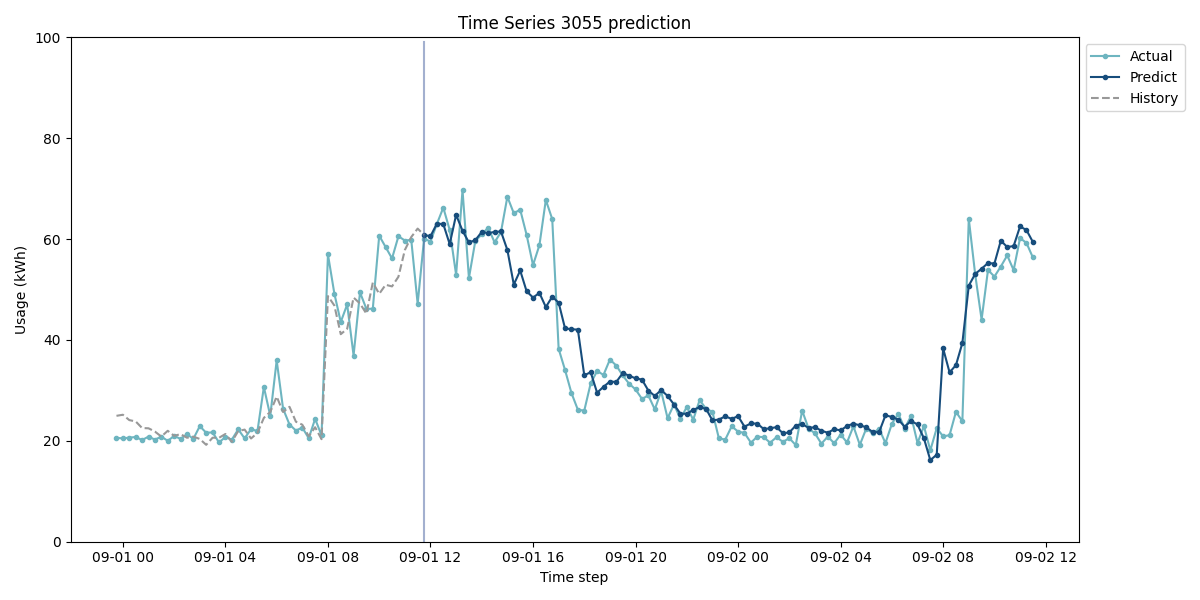 Time Series 3055 prediction
100
80
60
40
20
0
Usage (kWh)
09-01 00
09-01 04
09-01 08
09-01 12
09-01 16
09-01 20
09-02 00
09-02 04
09-02 08
09-02 12
Time step
Actual
Predict
History